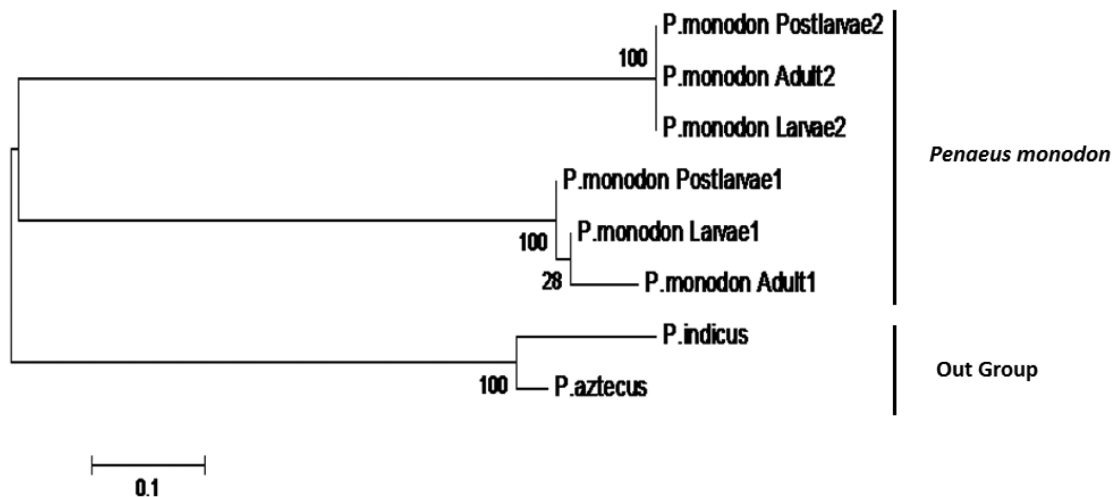 P.monodon Postlarvae2
100
P.monodon Adult2
P.monodon Larvae2
Penaeus monodon
P.monodon Postlarvae1
P.monodon Larvae1
100
28
P.monodon Adult1
P.indicus
Out Group
100
P.aztecus
0.1